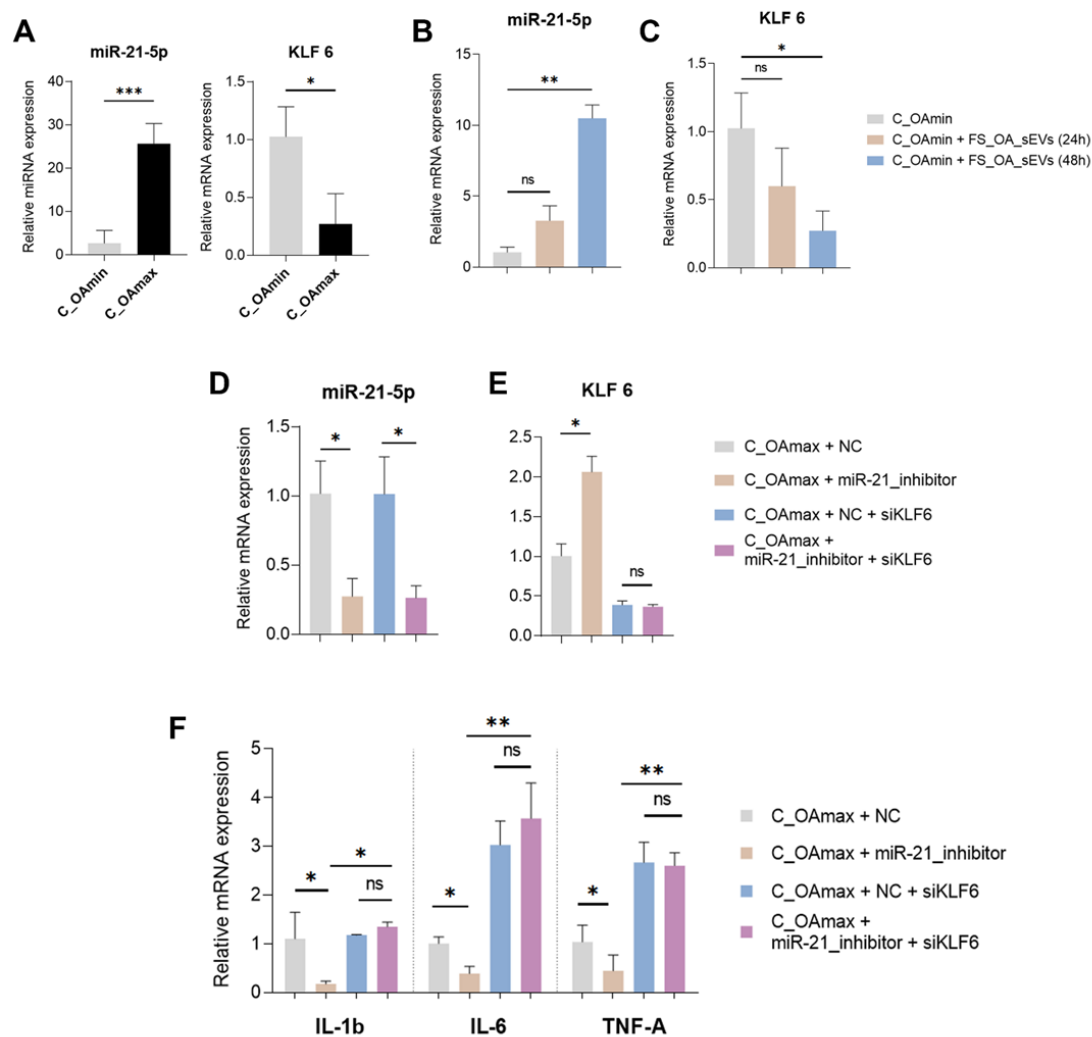 A
miR-21-5p
Relative miRNA expression
40
30
20
10
0
***
C_OAmin
C_OAmax
KLF 6
Relative mRNA expression
1.5
1.0
0.5
0.0
*
C_OAmin
C_OAmax
B
miR-21-5p
Relative mRNA expression
15
10
5
0
**
ns
C
KLF 6
Relative mRNA expression
1.5
1.0
0.5
0.0
*
ns
C_OAmin
C_OAmin + FS_OA_sEVs (24h)
C_OAmin + FS_OA_sEVs (48h)
D
miR-21-5p
Relative mRNA expression
1.5
1.0
0.5
0.0
*
*
E
KLF 6
2.5
2.0
1.5
1.0
0.5
0.0
*
ns
C_OAmax + NC
C_OAmax + miR-21_inhibitor
C_OAmax + NC + siKLF6
C_OAmax +
miR-21_inhibitor + siKLF6
F
Relative mRNA expression
5
4
3
2
1
0
*
*
ns
**
ns
*
**
ns
*
IL-1b
IL-6
TNF-A
C_OAmax + NC
C_OAmax + miR-21_inhibitor
C_OAmax + NC + siKLF6
C_OAmax +
miR-21_inhibitor + siKLF6